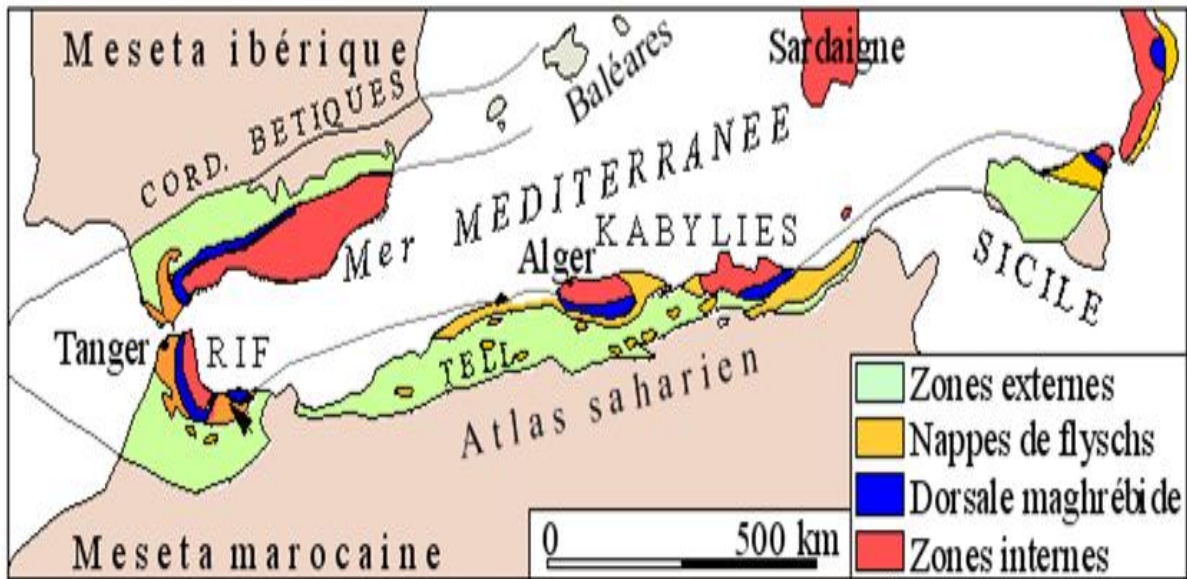 Meseta ibérique
Sardaigne
Baléares
CORD. BETIQUES
Mer MEDITERRANEE
KABYLIES
Alger
SICILE
Tanger
RIF
TELL
Atlas saharien
Meseta marocaine
0 500 km
Zones externes
Nappes de flyschs
Dorsale maghrébide
Zones internes